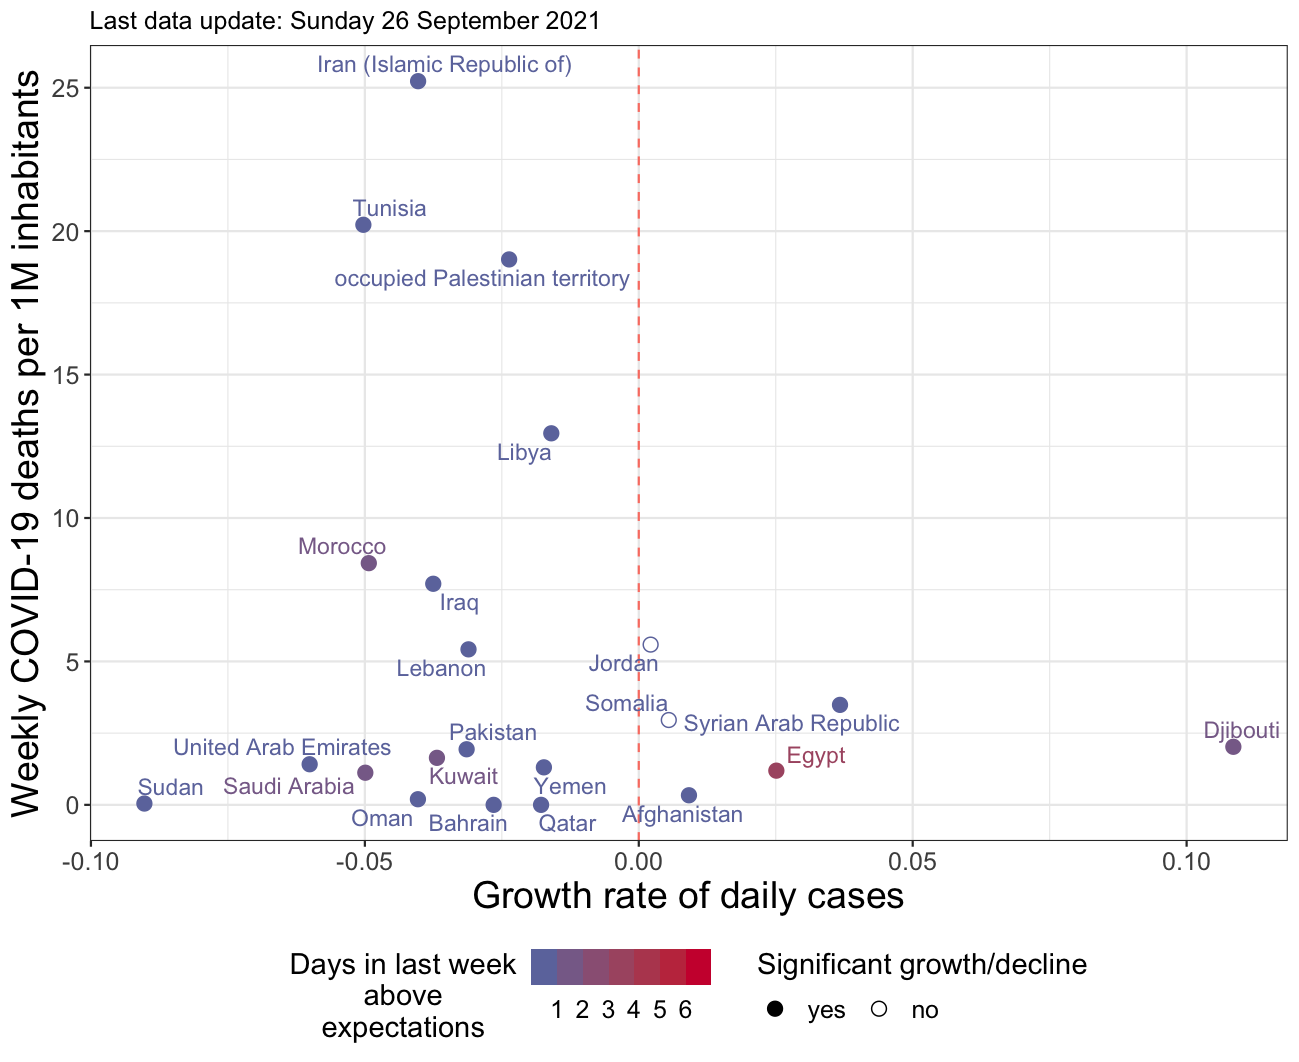 Last data update: Sunday 26 September 2021
Weekly COVID-19 deaths per 1M inhabitants
25
20
15
10
5
0
Iran (Islamic Republic of)
Tunisia
occupied Palestinian territory
Libya
Morocco
Iraq
Jordan
Lebanon
Somalia
Syrian Arab Republic
Pakistan
Djibouti
United Arab Emirates
Egypt
Kuwait
Saudi Arabia
Sudan
Yemen
Oman
Bahrain
Qatar
Afghanistan
-0.10
-0.05
0.00
0.05
0.10
Growth rate of daily cases
Days in last week
above
expectations
1 2 3 4 5 6
Significant growth/decline
yes
no